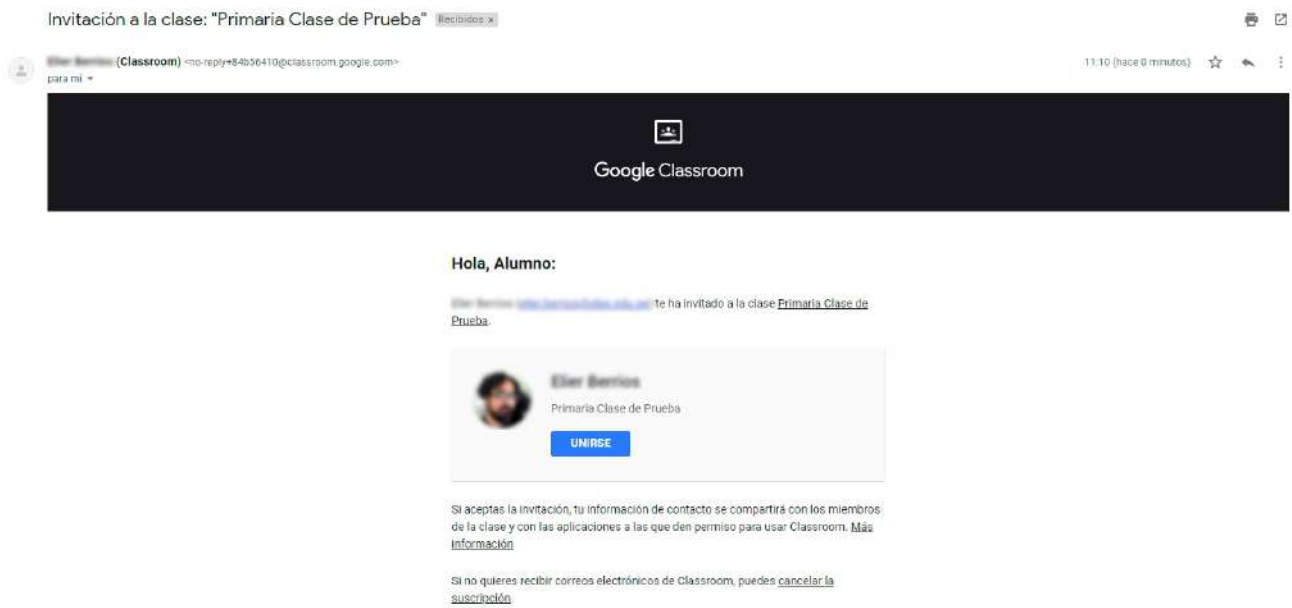 Invitación a la clase: "Primaria Clase de Prueba" Recibidos x
(Classroom) <no-reply+84b56410@classroom.google.com>
11:10 (hace 0 minutos)
para mí
Google Classroom
Hola, Alumno:
te ha invitado a la clase Primaria Clase de
Prueba.
Elier Berrios
Primaria Clase de Prueba
UNIRSE
Si aceptas la invitación, tu información de contacto se compartirá con los miembros
de la clase y con las aplicaciones a las que den permiso para usar Classroom. Más
información
Si no quieres recibir correos electrónicos de Classroom, puedes cancelar la
suscripción.